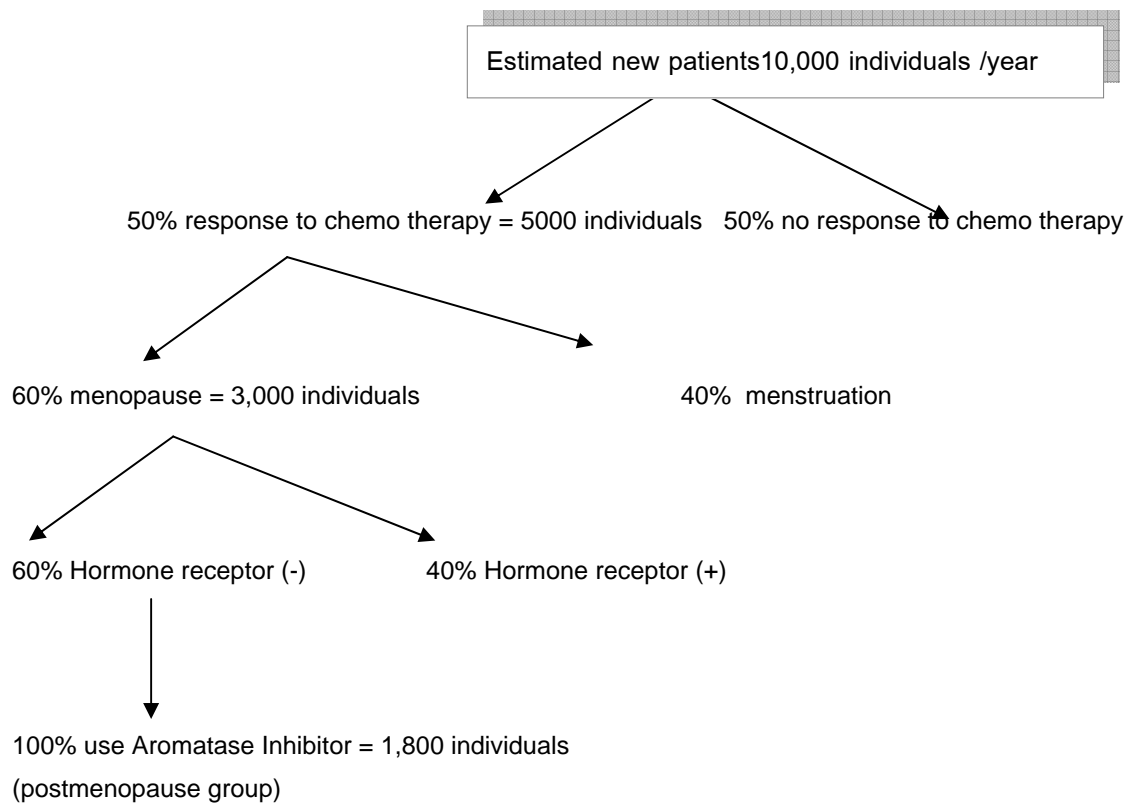 Estimated new patients10,000 individuals /year
50% response to chemo therapy = 5000 individuals
50% no response to chemo therapy
60% menopause = 3,000 individuals
40% menstruation
60% Hormone receptor (-)
40% Hormone receptor (+)
100% use Aromatase Inhibitor = 1,800 individuals
(postmenopause group)